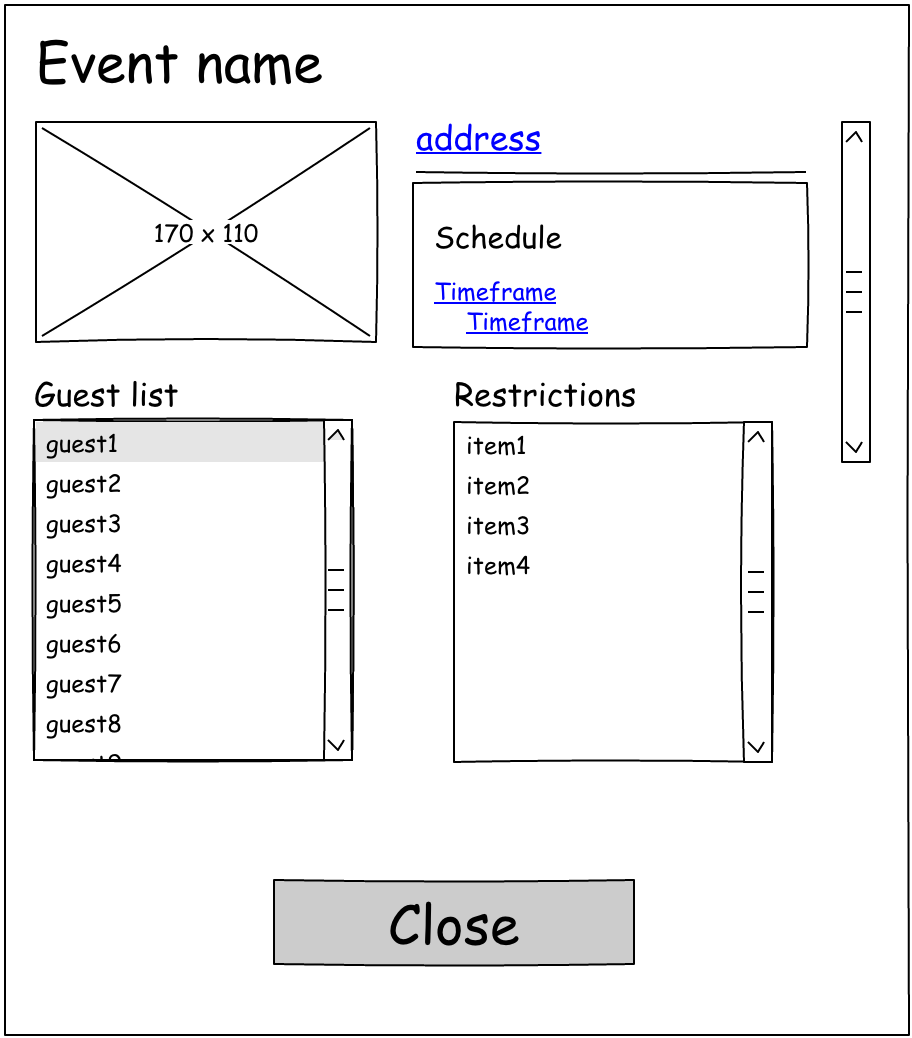 Event name
address
170 x 110
Schedule
Timeframe
Timeframe
Guest list
guest1
guest2
guest3
guest4
guest5
guest6
guest7
guest8
Restrictions
item1
item2
item3
item4
Close